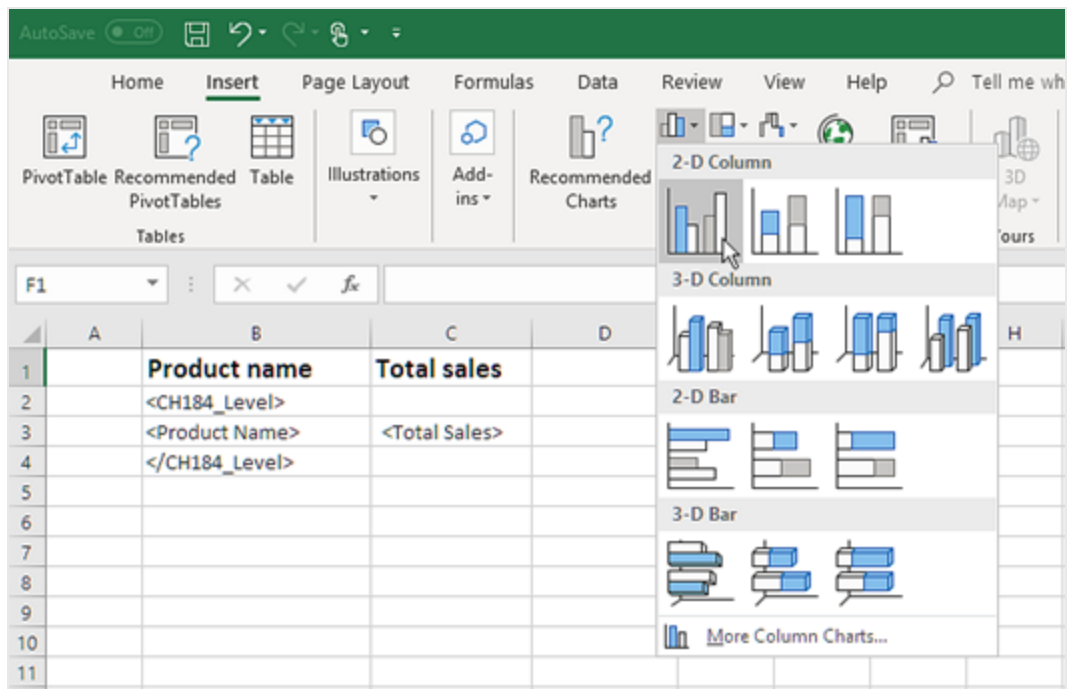 AutoSave Off
Home Insert Page Layout Formulas Data Review View Help Tell me wh
PivotTable Recommended PivotTables Table Illustrations Add-ins Recommended Charts 3D
Tables
2-D Column
3-D Column
2-D Bar
3-D Bar
More Column Charts...
F1 fx
A B C D H
1 Product name Total sales
2 <CH184_Level>
3 <Product Name> <Total Sales>
4 </CH184_Level>
5
6
7
8
9
10
11